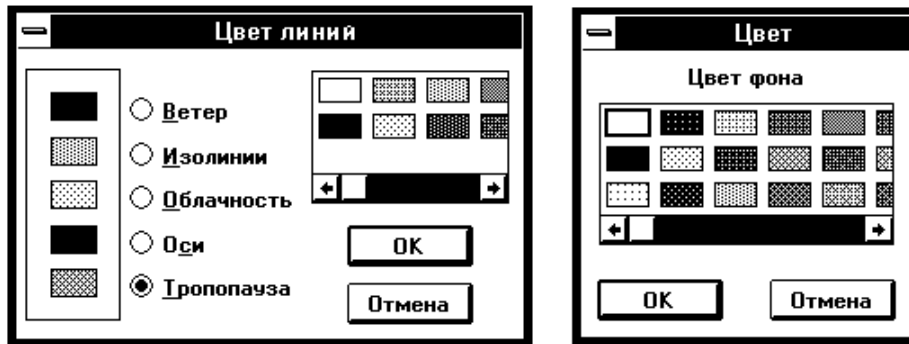 Цвет линий
Ветер
Изолинии
Облачность
Оси
Тропопауза
OK
Отмена
Цвет
Цвет фона
OK
Отмена